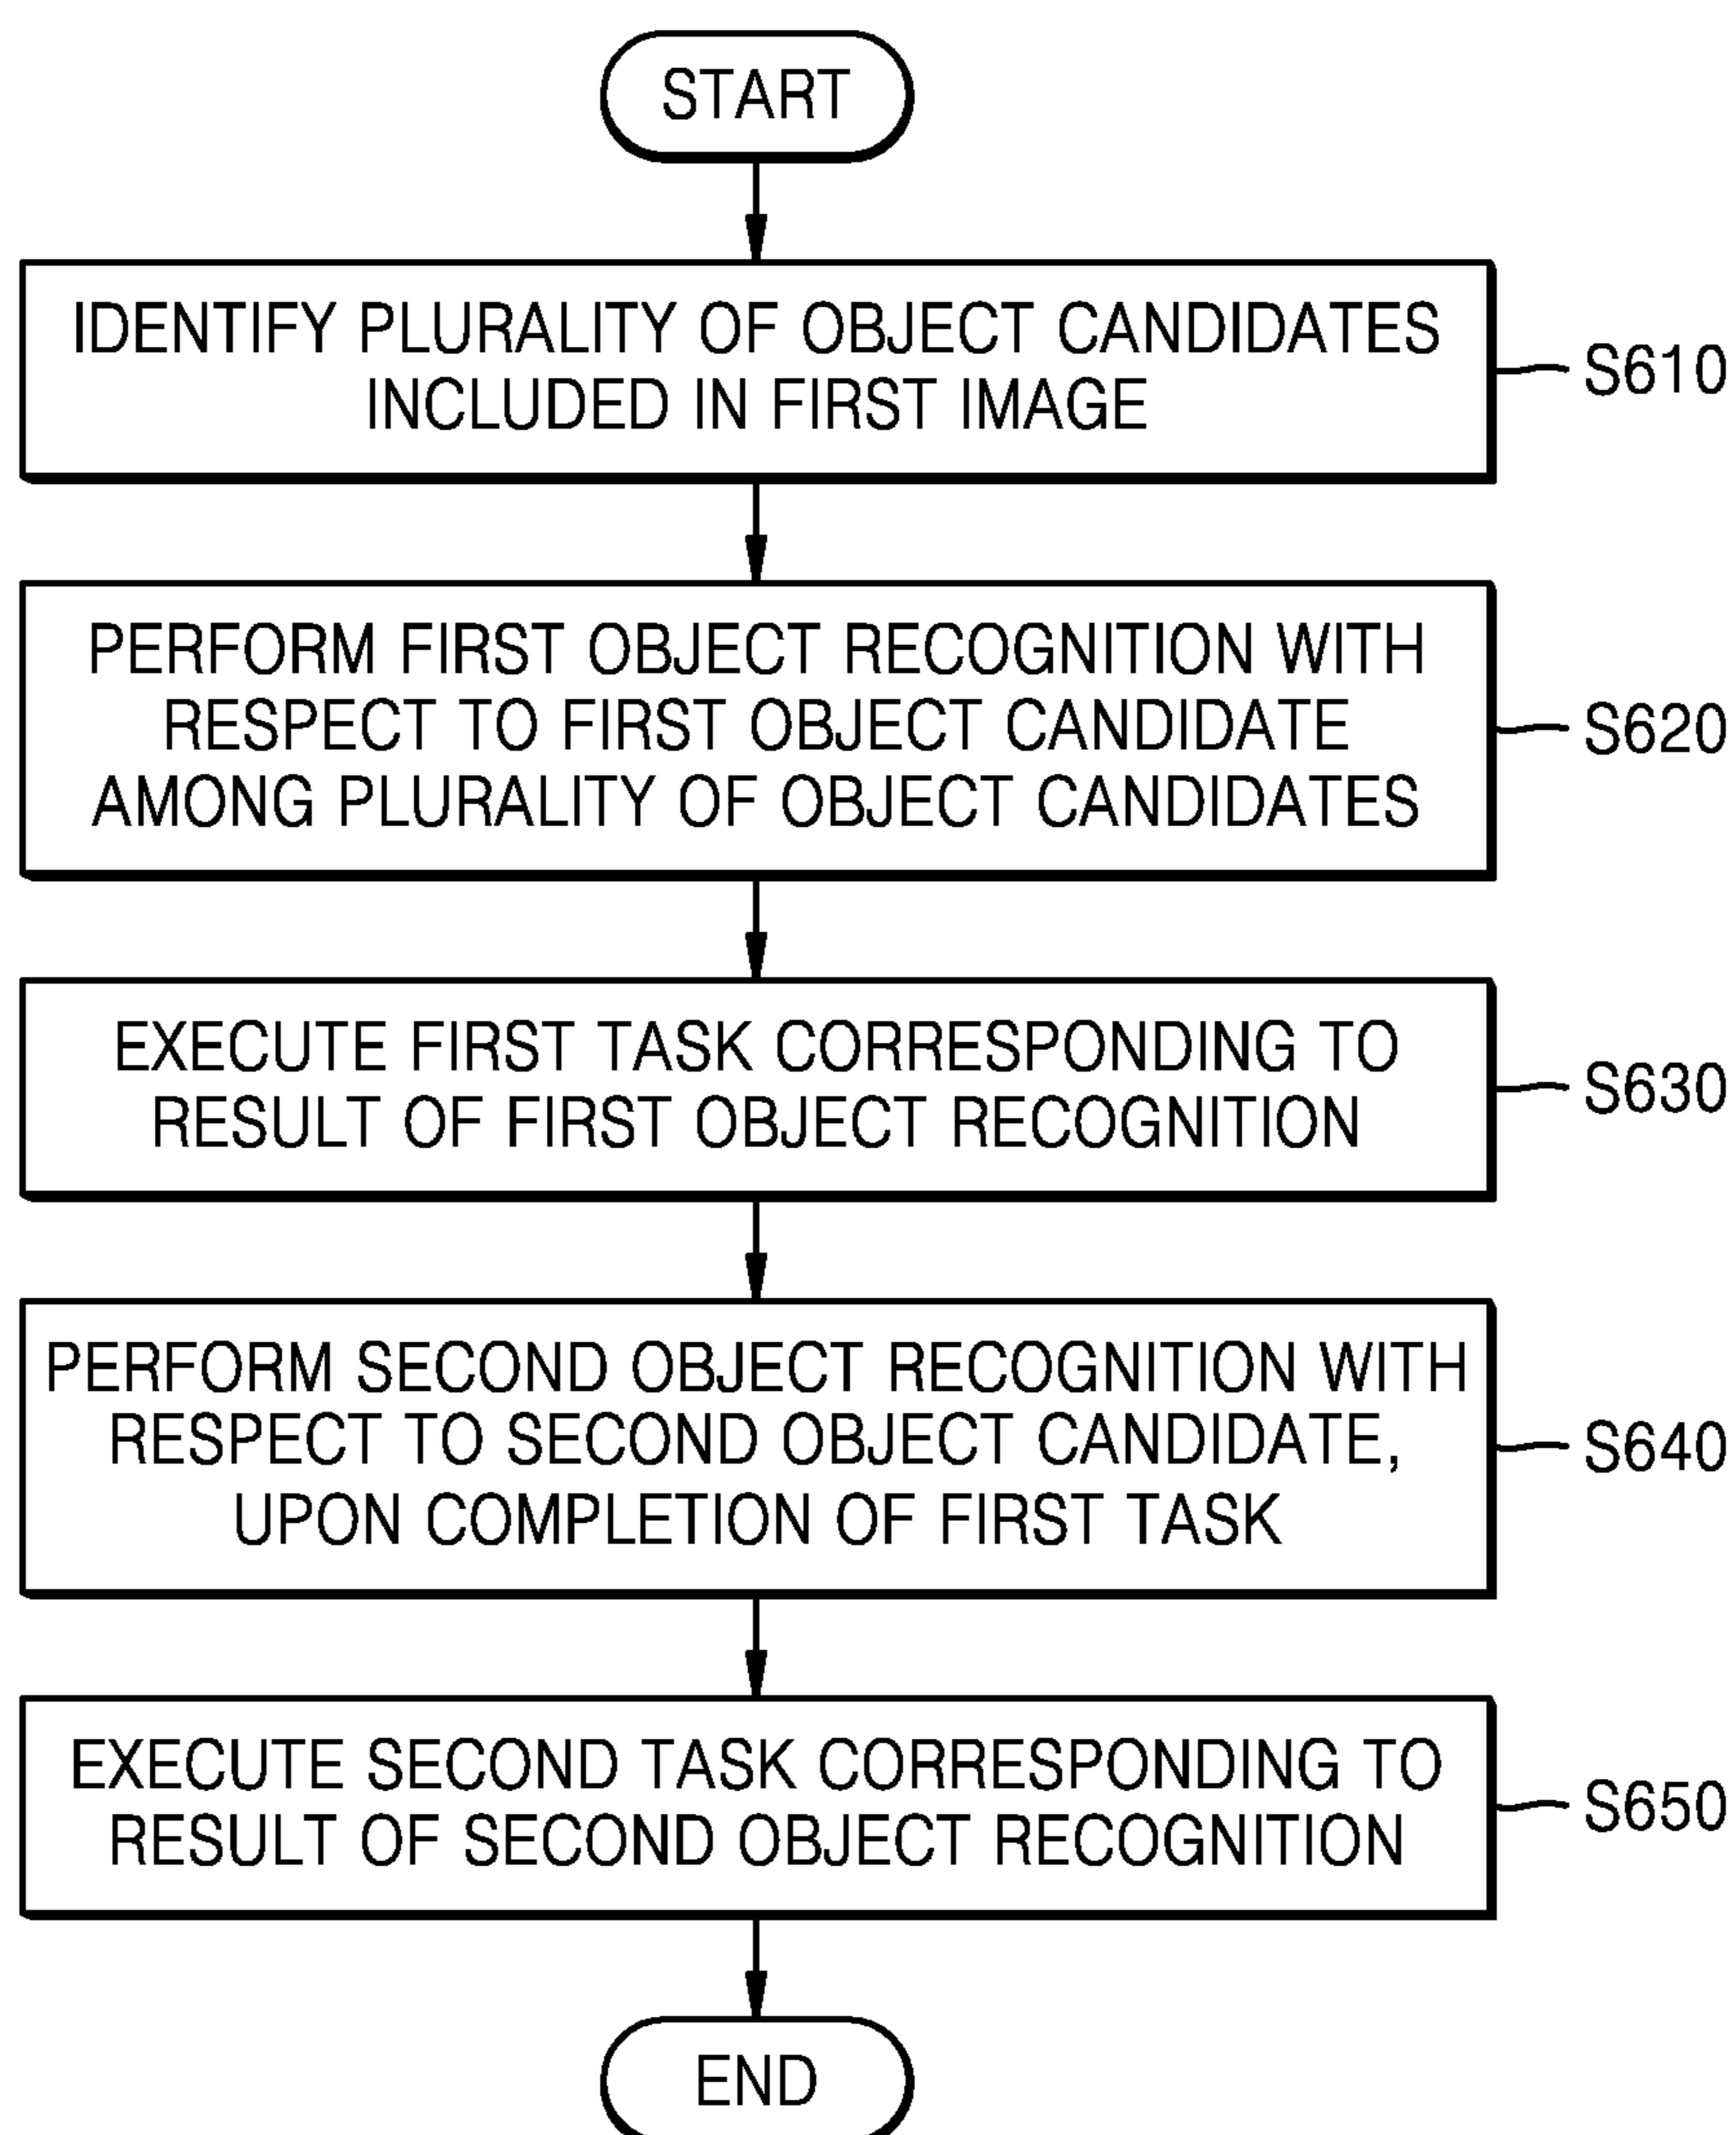 START
IDENTIFY PLURALITY OF OBJECT CANDIDATES
INCLUDED IN FIRST IMAGE
S610
PERFORM FIRST OBJECT RECOGNITION WITH
RESPECT TO FIRST OBJECT CANDIDATE
AMONG PLURALITY OF OBJECT CANDIDATES
S620
EXECUTE FIRST TASK CORRESPONDING TO
RESULT OF FIRST OBJECT RECOGNITION
S630
PERFORM SECOND OBJECT RECOGNITION WITH
RESPECT TO SECOND OBJECT CANDIDATE,
UPON COMPLETION OF FIRST TASK
S640
EXECUTE SECOND TASK CORRESPONDING TO
RESULT OF SECOND OBJECT RECOGNITION
S650
END